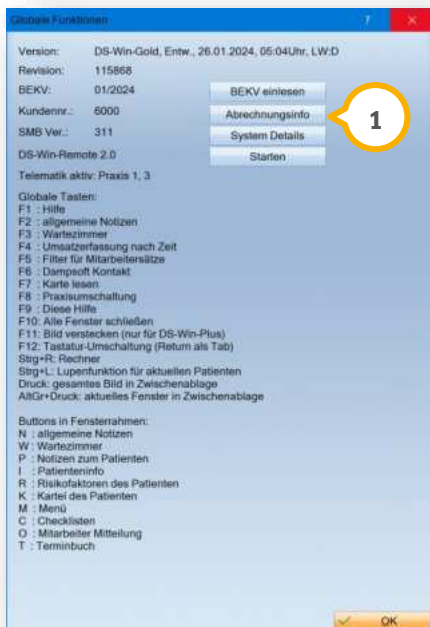 Globale Funktionen ? ×
Version: DS-Win-Gold, Entw., 26.01.2024, 05:04Uhr, LW:D
Revision: 115868
BEKV: 01/2024 BEKV einlesen
Kundennr.: 6000 Abrechnungsinfo 1
SMB Ver.: 311 System Details
DS-Win-Remote 2.0 Starten
Telematik aktiv: Praxis 1, 3
Globale Tasten:
F1 : Hilfe
F2 : allgemeine Notizen
F3 : Wartezimmer
F4 : Umsatzerfassung nach Zeit
F5 : Filter für Mitarbeitersätze
F6 : Dampsoft Kontakt
F7 : Karte lesen
F8 : Praxisumschaltung
F9 : Diese Hilfe
F10: Alle Fenster schließen
F11: Bild verstecken (nur für DS-Win-Plus)
F12: Tastatur-Umschaltung (Return als Tab)
Strg+R: Rechner
Strg+L: Lupenfunktion für aktuellen Patienten
Druck: gesamtes Bild in Zwischenablage
AltGr+Druck: aktuelles Fenster in Zwischenablage
Buttons in Fensterrahmen:
N : allgemeine Notizen
W : Wartezimmer
P : Notizen zum Patienten
I : Patienteninfo
R : Risikofaktoren des Patienten
K : Kartei des Patienten
M : Menü
C : Checklisten
O : Mitarbeiter Mitteilung
T : Terminbuch
OK